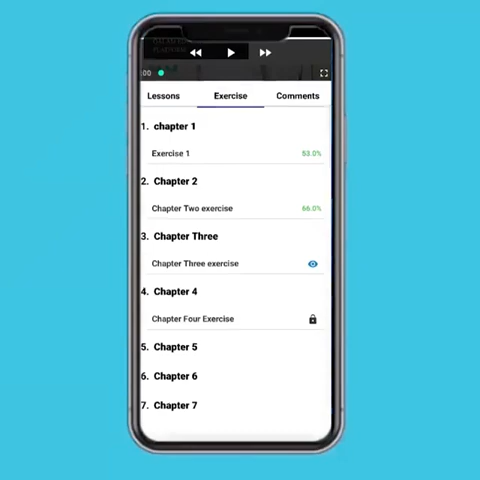 .00
Lessons Exercise Comments
1. chapter 1
Exercise 1 53.0%
2. Chapter 2
Chapter Two exercise 66.0%
3. Chapter Three
Chapter Three exercise
4. Chapter 4
Chapter Four Exercise
5. Chapter 5
6. Chapter 6
7. Chapter 7